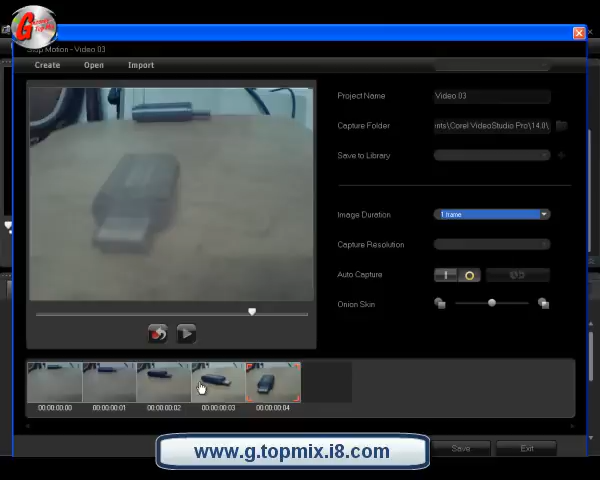 Stop Motion - Video 03
Create Open Import
Project Name Video 03
Capture Folder nts\Corel VideoStudio Pro\14.0\
Save to Library
Image Duration 1 frame
Capture Resolution
Auto Capture
Onion Skin
00:00:00:00 00:00:00:01 00:00:00:02 00:00:00:03 00:00:00:04
www.g.topmix.i8.com
Save Exit